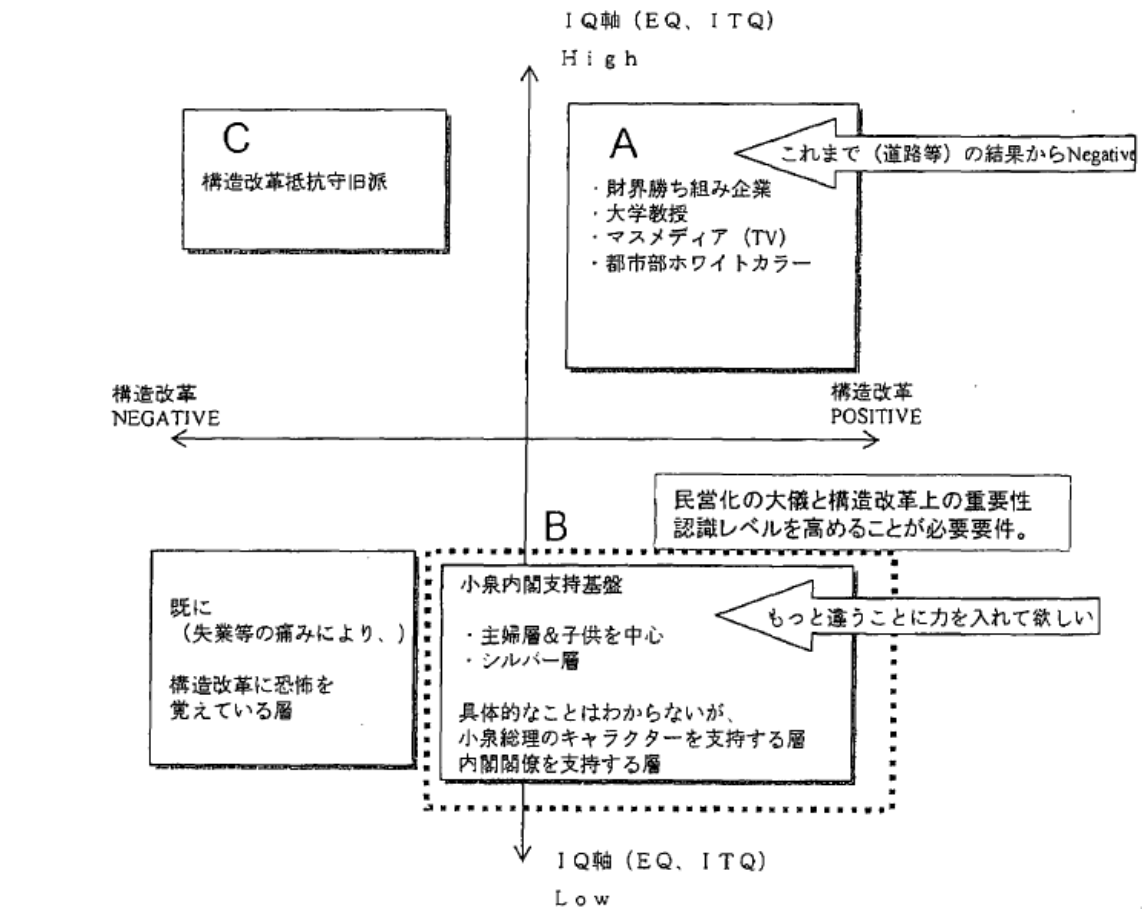 IQ軸(EQ、ITQ)
High
C
構造改革抵抗守旧派
A
・財界勝ち組み企業
・大学教授
・マスメディア(TV)
・都市部ホワイトカラー
これまで(道路等)の結果からNegative
構造改革
NEGATIVE
構造改革
POSITIVE
民営化の大儀と構造改革上の重要性
認識レベルを高めることが必要要件。
B
既に
(失業等の痛みにより、)
構造改革に恐怖を
覚えている層
小泉内閣支持基盤
・主婦層&子供を中心
・シルバー層
具体的なことはわからないが、
小泉総理のキャラクターを支持する層
内閣閣僚を支持する層
もっと違うことに力を入れて欲しい
IQ軸(EQ、ITQ)
Low